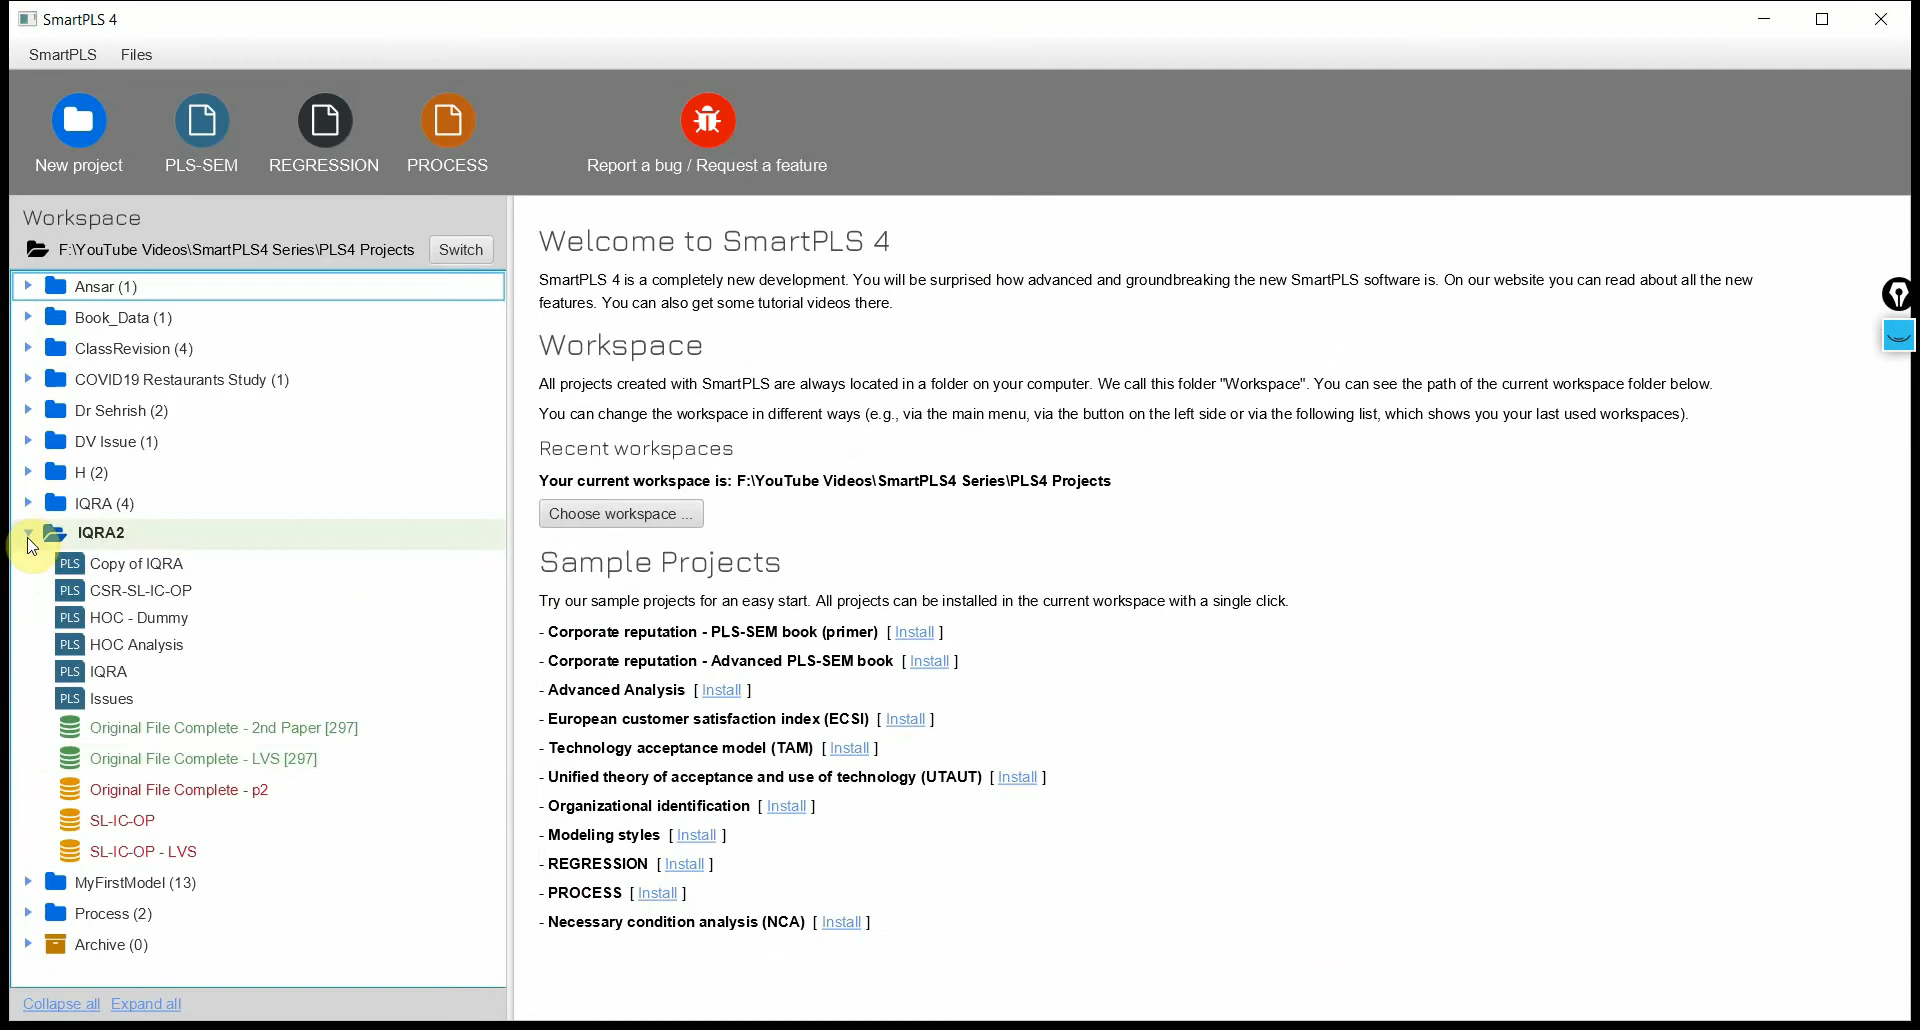 SmartPLS 4
SmartPLS Files
New project PLS-SEM REGRESSION PROCESS Report a bug / Request a feature
Workspace
F:\YouTube Videos\SmartPLS4 Series\PLS4 Projects Switch
Ansar (1)
Book_Data (1)
ClassRevision (4)
COVID19 Restaurants Study (1)
Dr Sehrish (2)
DV Issue (1)
H (2)
IQRA (4)
IQRA2
PLS Copy of IQRA
PLS CSR-SL-IC-OP
PLS HOC - Dummy
PLS HOC Analysis
PLS IQRA
PLS Issues
Original File Complete - 2nd Paper [297]
Original File Complete - LVS [297]
Original File Complete - p2
SL-IC-OP
SL-IC-OP - LVS
MyFirstModel (13)
Process (2)
Archive (0)
Collapse all Expand all
Welcome to SmartPLS 4
SmartPLS 4 is a completely new development. You will be surprised how advanced and groundbreaking the new SmartPLS software is. On our website you can read about all the new
features. You can also get some tutorial videos there.
Workspace
All projects created with SmartPLS are always located in a folder on your computer. We call this folder "Workspace". You can see the path of the current workspace folder below.
You can change the workspace in different ways (e.g., via the main menu, via the button on the left side or via the following list, which shows you your last used workspaces).
Recent workspaces
Your current workspace is: F:\YouTube Videos\SmartPLS4 Series\PLS4 Projects
Choose workspace ...
Sample Projects
Try our sample projects for an easy start. All projects can be installed in the current workspace with a single click.
- Corporate reputation - PLS-SEM book (primer) [ Install ]
- Corporate reputation - Advanced PLS-SEM book [ Install ]
- Advanced Analysis [ Install ]
- European customer satisfaction index (ECSI) [ Install ]
- Technology acceptance model (TAM) [ Install ]
- Unified theory of acceptance and use of technology (UTAUT) [ Install ]
- Organizational identification [ Install ]
- Modeling styles [ Install ]
- REGRESSION [ Install ]
- PROCESS [ Install ]
- Necessary condition analysis (NCA) [ Install ]